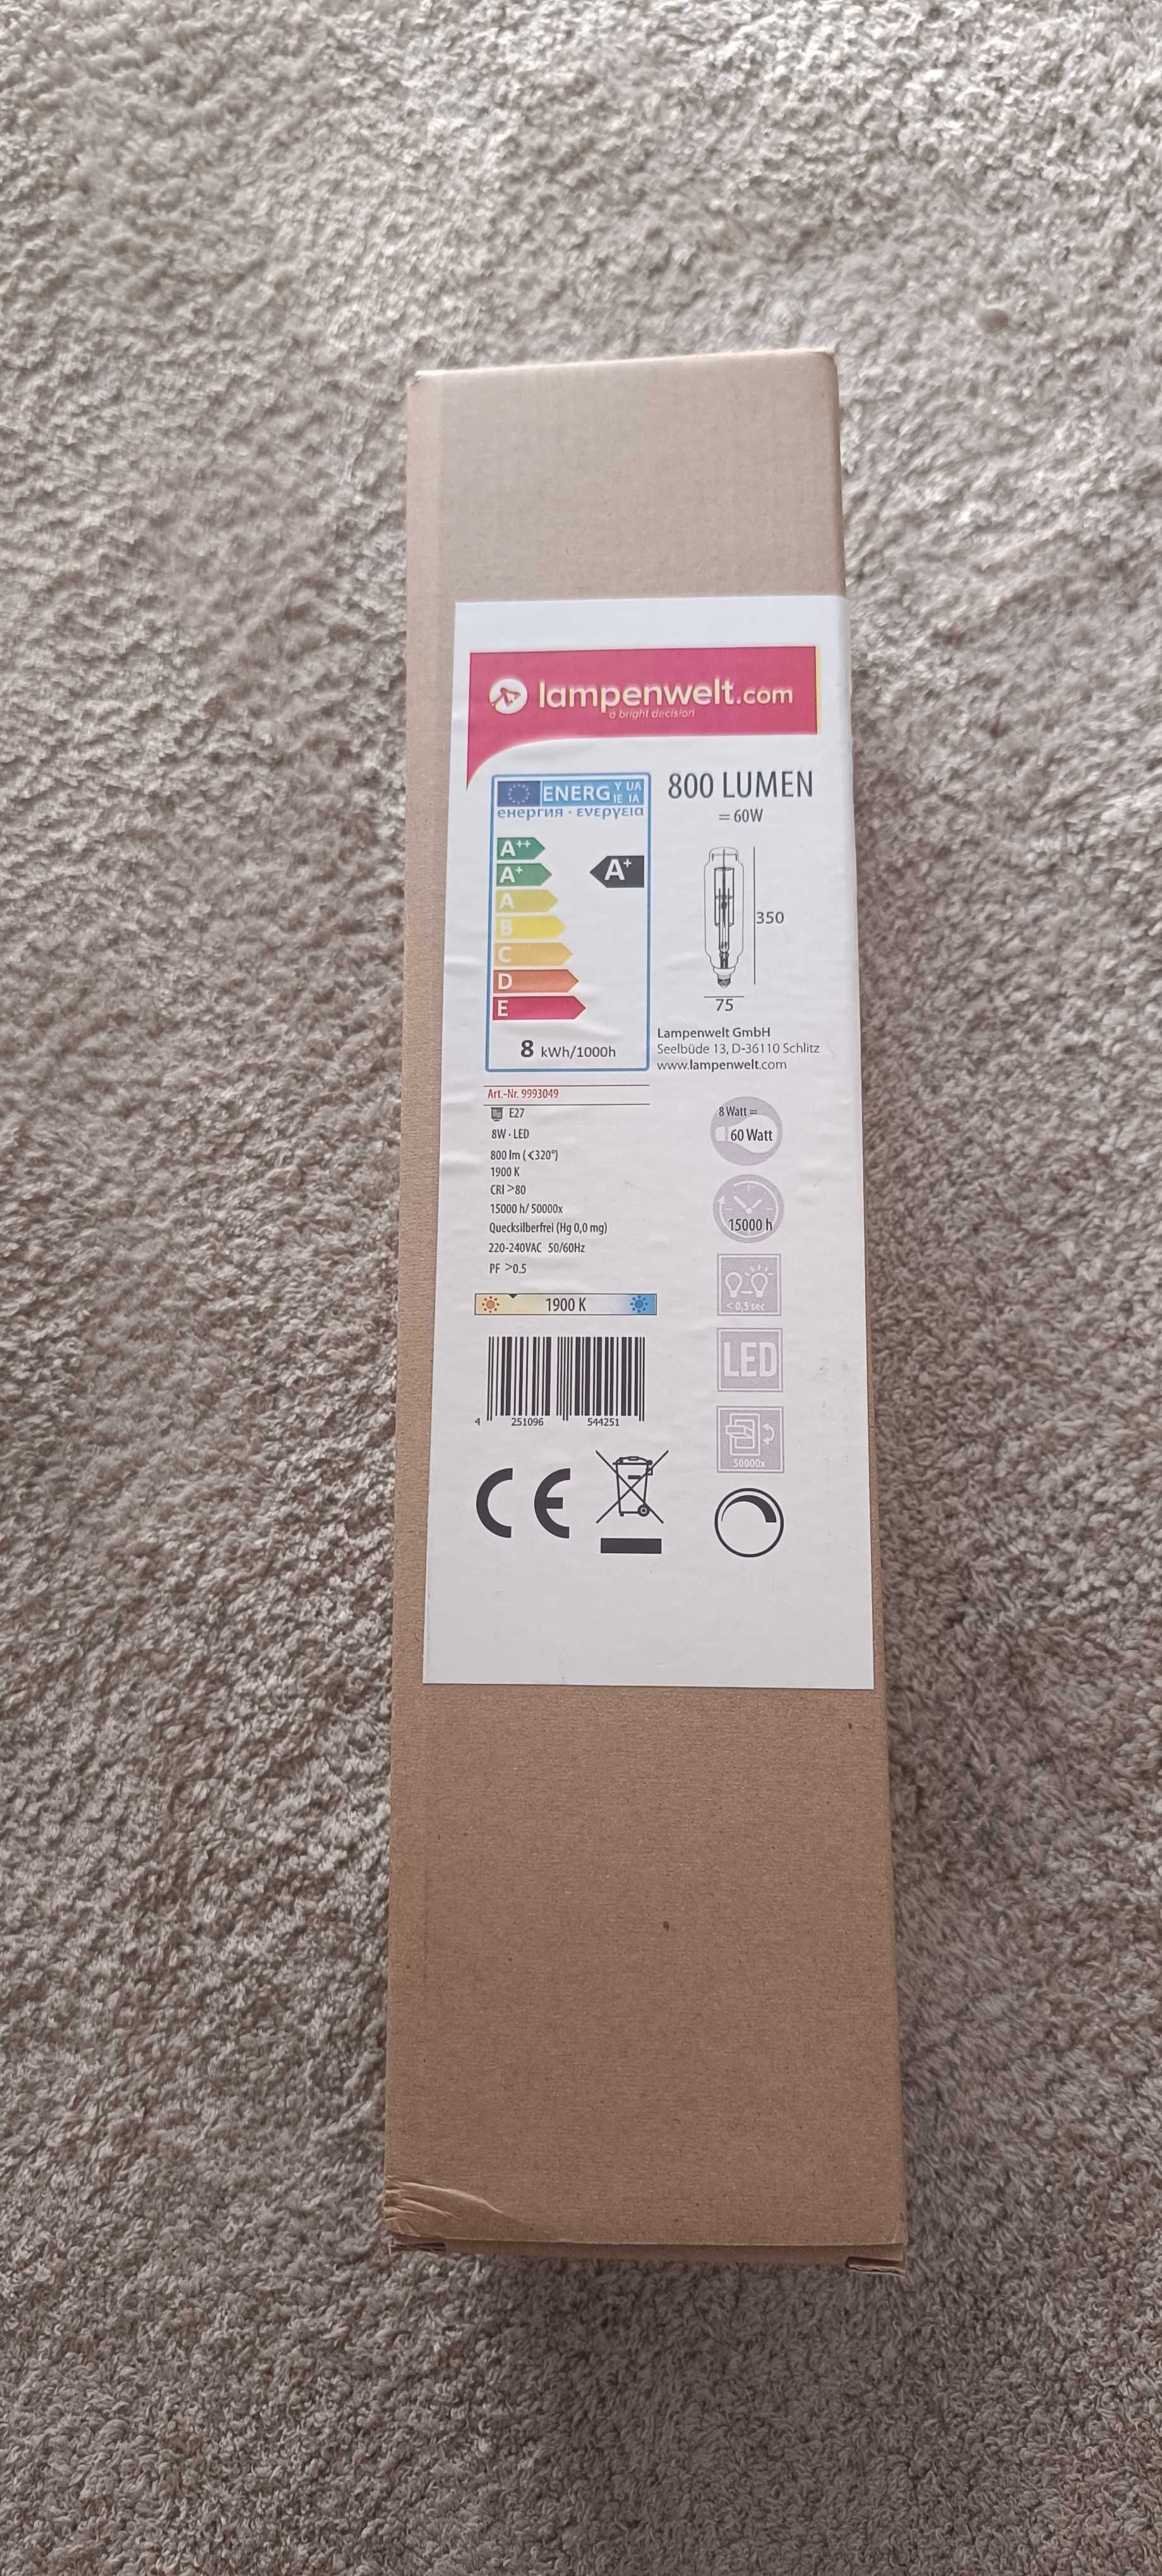 lampenwelt.com
a bright decision
ENERG Y UA
IE IA
енергия · ενεργεια
A++
A+
A
B
C
D
E
A+
8 kWh/1000h
800 LUMEN
= 60W
350
75
Lampenwelt GmbH
Seelbüde 13, D-36110 Schlitz
www.lampenwelt.com
Art.-Nr. 9993049
E27
8W - LED
800 lm (<320°)
1900 K
CRI >80
15000 h/ 50000x
Quecksilberfrei (Hg 0,0 mg)
220-240VAC 50/60Hz
PF >0.5
1900 K
4 251096 544251
CE
8 Watt =
60 Watt
15000 h
< 0,5 sec
LED
50000x